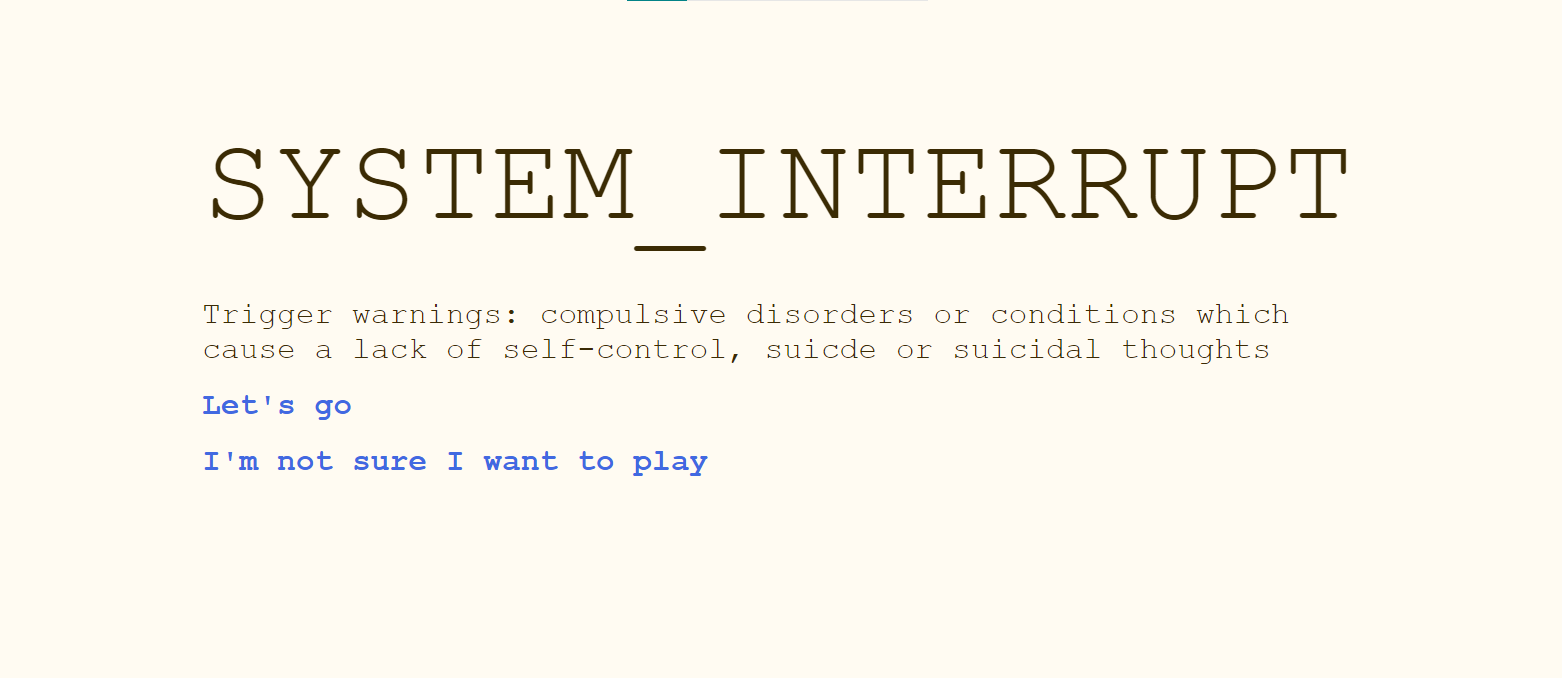 SYSTEM_INTERRUPT
Trigger warnings: compulsive disorders or conditions which
cause a lack of self-control, suicde or suicidal thoughts
Let's go
I'm not sure I want to play